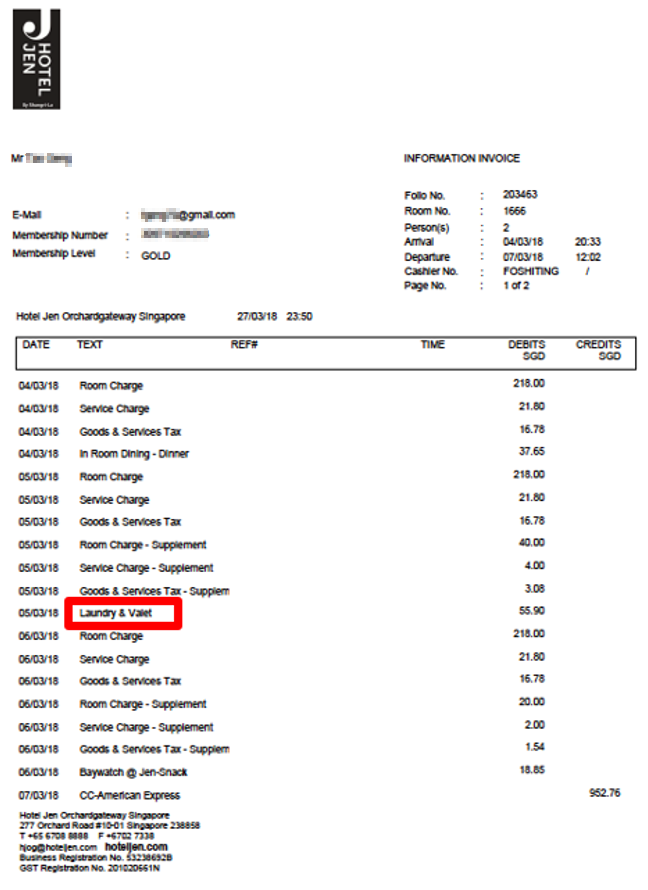 HOTEL
JEN
By Shangri-La
Mr
INFORMATION INVOICE
Folio No. : 203463
Room No. : 1666
Person(s) : 2
Arrival : 04/03/18 20:33
Departure : 07/03/18 12:02
Cashier No. : FOSHITING /
Page No. : 1 of 2
E-Mail : @gmail.com
Membership Number :
Membership Level : GOLD
Hotel Jen Orchardgateway Singapore 27/03/18 23:50
DATE TEXT REF# TIME DEBITS CREDITS
SGD SGD
04/03/18 Room Charge 218.00
04/03/18 Service Charge 21.80
04/03/18 Goods & Services Tax 16.78
04/03/18 In Room Dining - Dinner 37.65
05/03/18 Room Charge 218.00
05/03/18 Service Charge 21.80
05/03/18 Goods & Services Tax 16.78
05/03/18 Room Charge - Supplement 40.00
05/03/18 Service Charge - Supplement 4.00
05/03/18 Goods & Services Tax - Supplem 3.08
05/03/18 Laundry & Valet 55.90
06/03/18 Room Charge 218.00
06/03/18 Service Charge 21.80
06/03/18 Goods & Services Tax 16.78
06/03/18 Room Charge - Supplement 20.00
06/03/18 Service Charge - Supplement 2.00
06/03/18 Goods & Services Tax - Supplem 1.54
06/03/18 Baywatch @ Jen-Snack 18.85
07/03/18 CC-American Express 952.76
Hotel Jen Orchardgateway Singapore
277 Orchard Road #10-01 Singapore 238858
T +65 6708 8888 F +6702 7338
hjog@hoteljen.com hoteljen.com
Business Registration No. 53238692B
GST Registration No. 201020661N